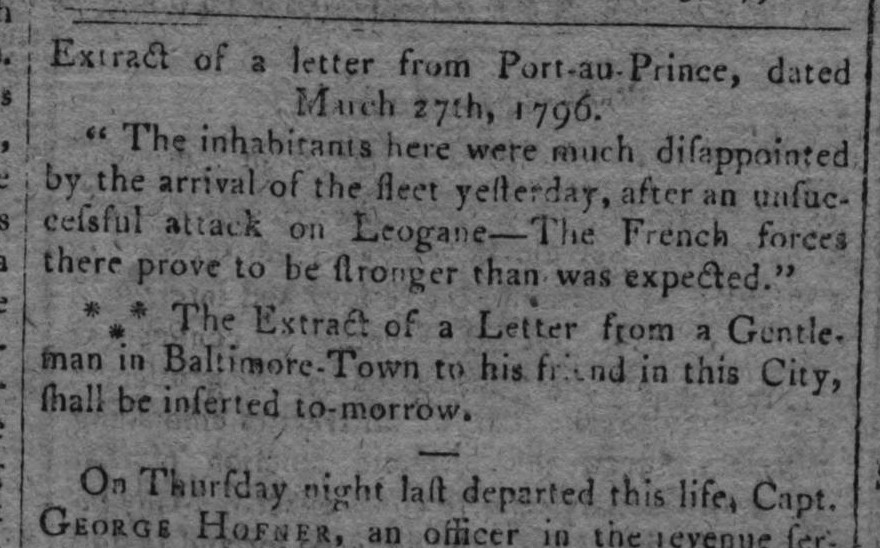 Extract of a letter from Port-au-Prince, dated
March 27th, 1796.
“ The inhabitants here were much diſappointed
by the arrival of the fleet yeſterday, after an unſuc-
ceſsful attack on Leogane—The French forces
there prove to be ſtronger than was expected.”
*⁎* The Extract of a Letter from a Gentle-
man in Baltimore-Town to his friend in this City,
ſhall be inſerted to-morrow.
On Thurſday night laſt departed this life, Capt.
GEORGE HOFNER, an officer in the revenue ſer-